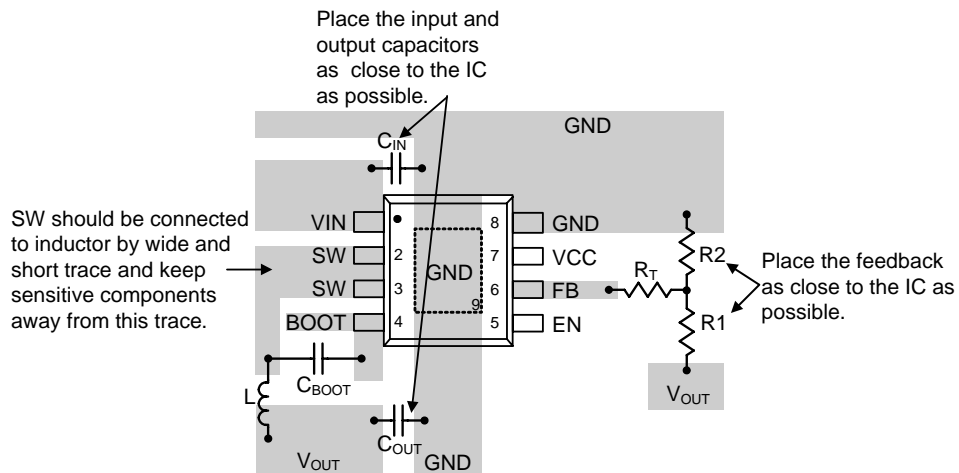 Place the input and
output capacitors
as close to the IC
as possible.
GND
CIN
SW should be connected
to inductor by wide and
short trace and keep
sensitive components
away from this trace.
VIN
8
GND
SW
2
7
VCC
GND
SW
3
6
FB
9
BOOT
4
5
EN
RT
R2
R1
Place the feedback
as close to the IC as
possible.
CBOOT
L
VOUT
COUT
VOUT
GND